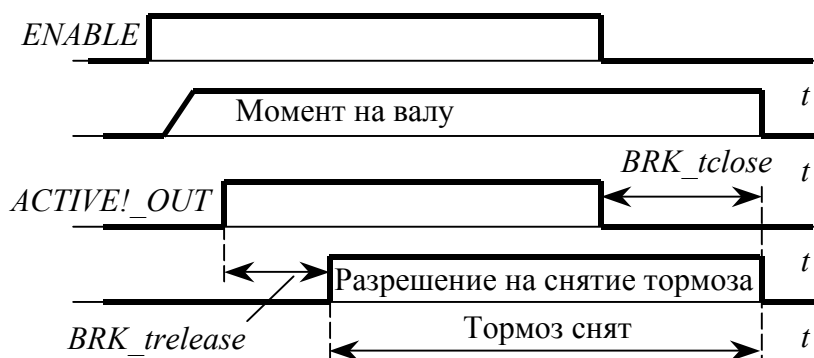 ENABLE
t
Момент на валу
t
BRK_tclose
ACTIVE!_OUT
t
Разрешение на снятие тормоза
BRK_trelease
Тормоз снят
t